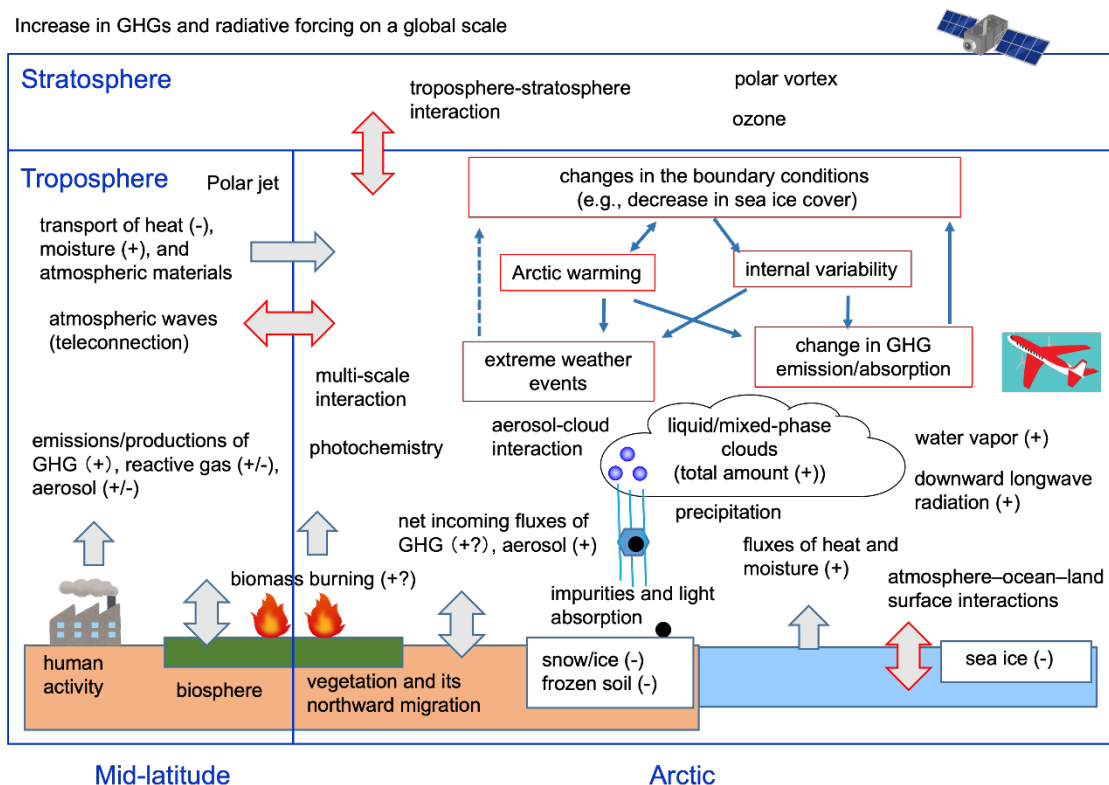 Increase in GHGs and radiative forcing on a global scale
Stratosphere
troposphere-stratosphere
interaction
polar vortex
ozone
Troposphere
Polar jet
transport of heat (-),
moisture (+), and
atmospheric materials
atmospheric waves
(teleconnection)
changes in the boundary conditions
(e.g., decrease in sea ice cover)
Arctic warming
internal variability
extreme weather
events
change in GHG
emission/absorption
multi-scale
interaction
photochemistry
emissions/productions of
GHG (+), reactive gas (+/-),
aerosol (+/-)
aerosol-cloud
interaction
liquid/mixed-phase
clouds
(total amount (+))
water vapor (+)
downward longwave
radiation (+)
precipitation
net incoming fluxes of
GHG (+?), aerosol (+)
fluxes of heat and
moisture (+)
biomass burning (+?)
impurities and light
absorption
atmosphere–ocean–land
surface interactions
human
activity
biosphere
vegetation and its
northward migration
snow/ice (-)
frozen soil (-)
sea ice (-)
Mid-latitude
Arctic